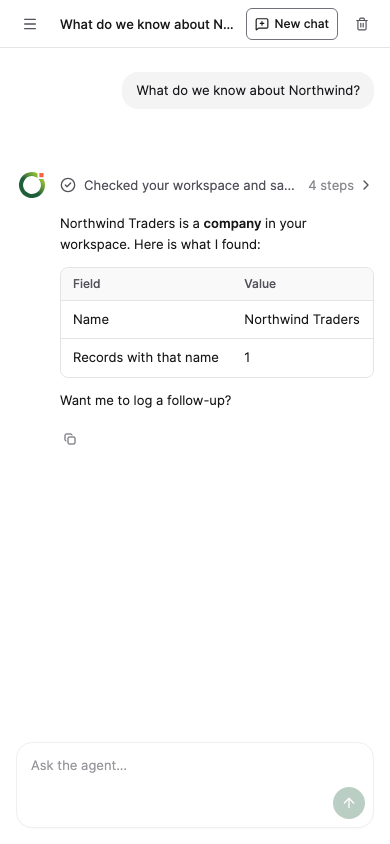 What do we know about N...
New chat
What do we know about Northwind?
Checked your workspace and sa...
4 steps
Northwind Traders is a company in your
workspace. Here is what I found:
Field Value
Name Northwind Traders
Records with that name 1
Want me to log a follow-up?
Ask the agent...